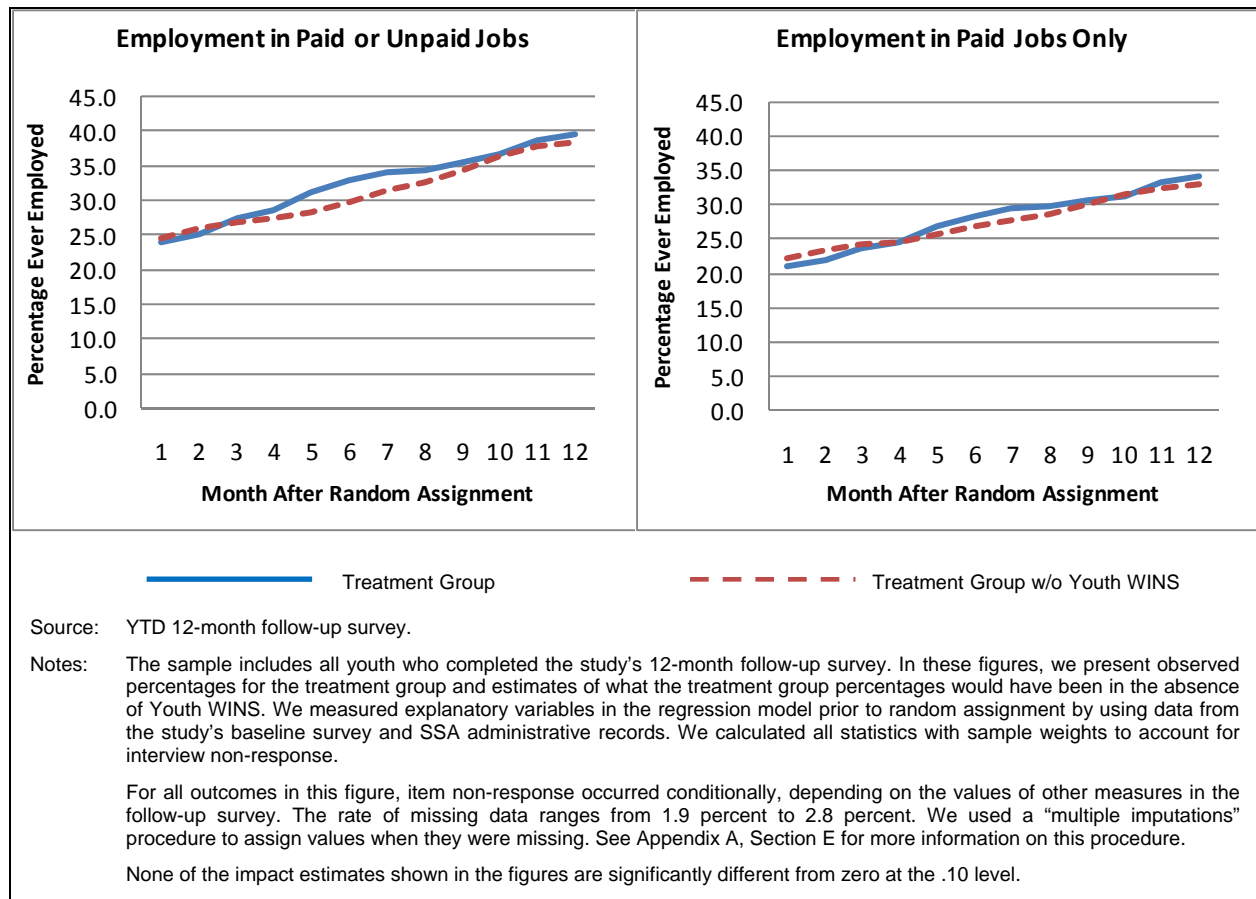 Employment in Paid or Unpaid Jobs
45.0
40.0
35.0
30.0
25.0
20.0
15.0
10.0
5.0
0.0
Percentage Ever Employed
1 2 3 4 5 6 7 8 9 10 11 12
Month After Random Assignment
Employment in Paid Jobs Only
45.0
40.0
35.0
30.0
25.0
20.0
15.0
10.0
5.0
0.0
Percentage Ever Employed
1 2 3 4 5 6 7 8 9 10 11 12
Month After Random Assignment
Treatment Group
Treatment Group w/o Youth WINS
Source: YTD 12-month follow-up survey.
Notes: The sample includes all youth who completed the study's 12-month follow-up survey. In these figures, we present observed
percentages for the treatment group and estimates of what the treatment group percentages would have been in the absence
of Youth WINS. We measured explanatory variables in the regression model prior to random assignment by using data from
the study's baseline survey and SSA administrative records. We calculated all statistics with sample weights to account for
interview non-response.
For all outcomes in this figure, item non-response occurred conditionally, depending on the values of other measures in the
follow-up survey. The rate of missing data ranges from 1.9 percent to 2.8 percent. We used a “multiple imputations”
procedure to assign values when they were missing. See Appendix A, Section E for more information on this procedure.
None of the impact estimates shown in the figures are significantly different from zero at the .10 level.